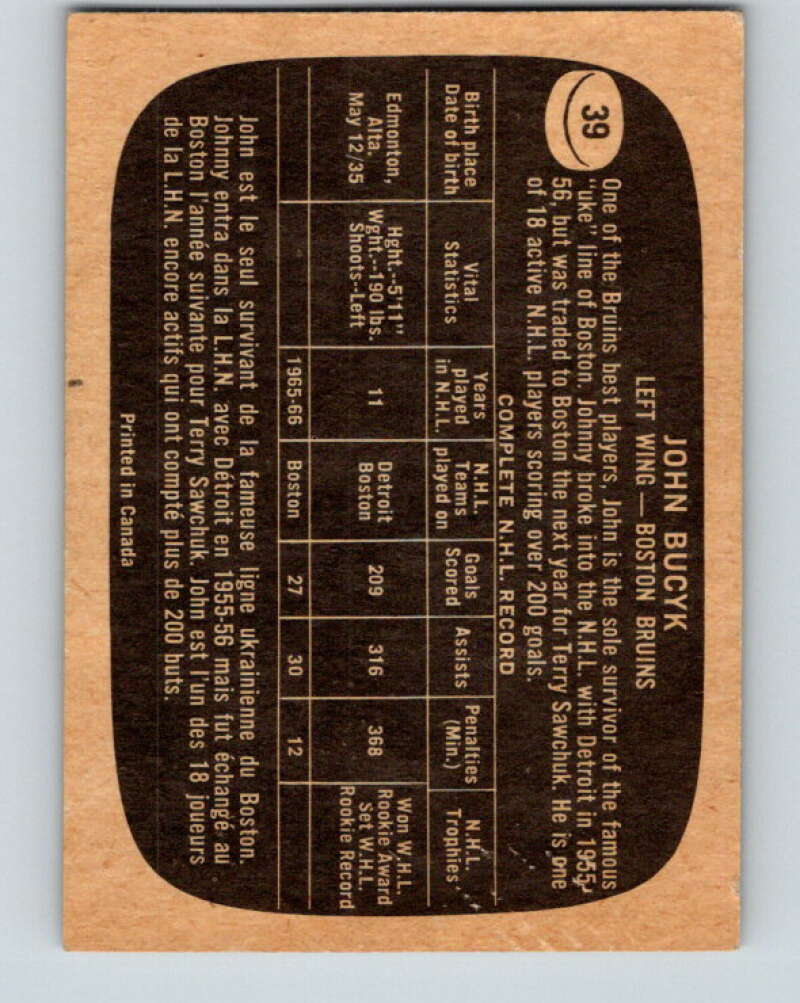 39
JOHN BUCYK
LEFT WING — BOSTON BRUINS
One of the Bruins best players, John is the sole survivor of the famous
"uke" line of Boston. Johnny broke into the N.H.L. with Detroit in 1955-
56, but was traded to Boston the next year for Terry Sawchuk. He is one
of 18 active N.H.L. players scoring over 200 goals.
COMPLETE N.H.L. RECORD
Birth place Date of birth | Vital Statistics | Years played in N.H.L. | N.H.L. Teams played on | Goals Scored | Assists | Penalties (Min.) | N.H.L. Trophies
Edmonton, Alta. May 12/35 | Hght.--5'11" Wght.--190 lbs. Shoots--Left | 11 | Detroit Boston | 209 | 316 | 368 | Won W.H.L. Rookie Award Set W.H.L. Rookie Record
1965-66 | Boston | 27 | 30 | 12
John est le seul survivant de la fameuse ligne ukrainienne du Boston.
Johnny entra dans la L.H.N. avec Détroit en 1955-56 mais fut échangé au
Boston l'année suivante pour Terry Sawchuk. John est l'un des 18 joueurs
de la L.H.N. encore actifs qui ont compté plus de 200 buts.
Printed in Canada